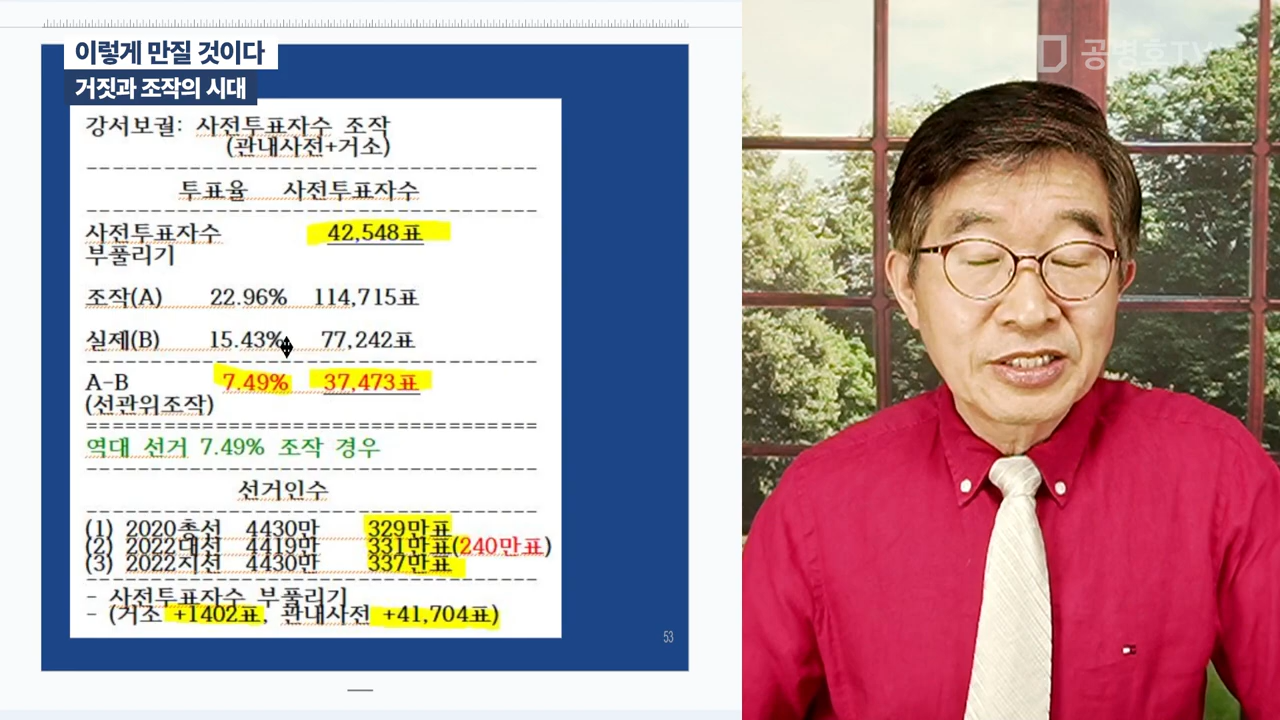 이렇게 만질 것이다
거짓과 조작의 시대
공병호TV
강서보궐: 사전투표자수 조작
(관내사전+거소)
투표율 사전투표자수
사전투표자수 42,548표
부풀리기
조작(A) 22.96% 114,715표
실제(B) 15.43% 77,242표
A-B 7.49% 37,473표
(선관위조작)
역대 선거 7.49% 조작 경우
선거인수
(1) 2020총선 4430만 329만표
(2) 2022대선 4419만 331만표(240만표)
(3) 2022지선 4430만 337만표
- 사전투표자수 부풀리기
- (거소 +1402표, 관내사전 +41,704표)
53